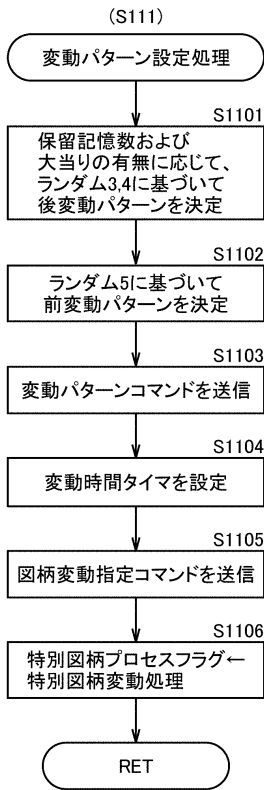 (S111)
変動パターン設定処理
S1101
保留記憶数および
大当りの有無に応じて、
ランダム3,4に基づいて
後変動パターンを決定
S1102
ランダム5に基づいて
前変動パターンを決定
S1103
変動パターンコマンドを送信
S1104
変動時間タイマを設定
S1105
図柄変動指定コマンドを送信
S1106
特別図柄プロセスフラグ←
特別図柄変動処理
RET